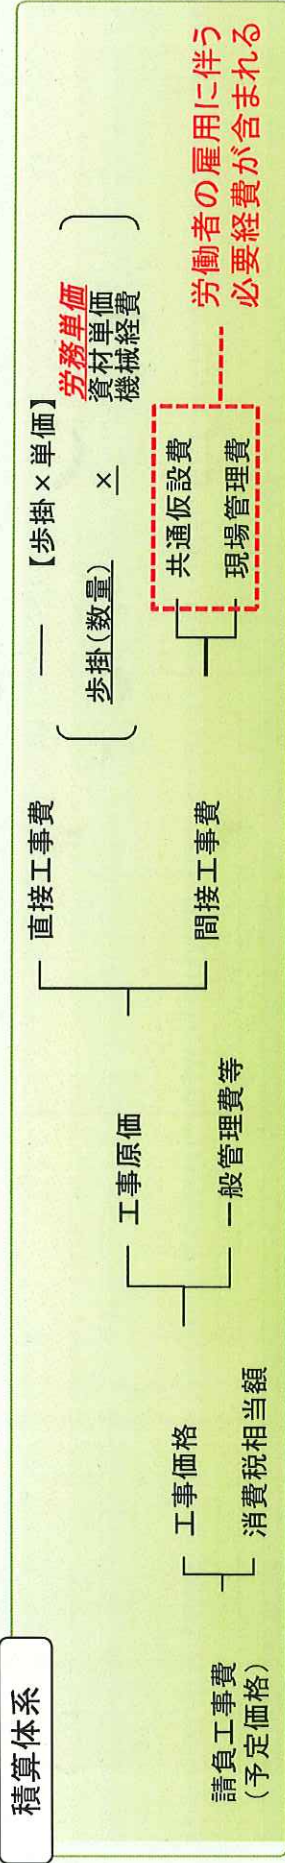 積算体系
請負工事費
（予定価格）
工事価格
消費税相当額
工事原価
一般管理費等
直接工事費
間接工事費
【歩掛×単価】
歩掛（数量）
×
労務単価
資材単価
機械経費
共通仮設費
現場管理費
労働者の雇用に伴う
必要経費が含まれる